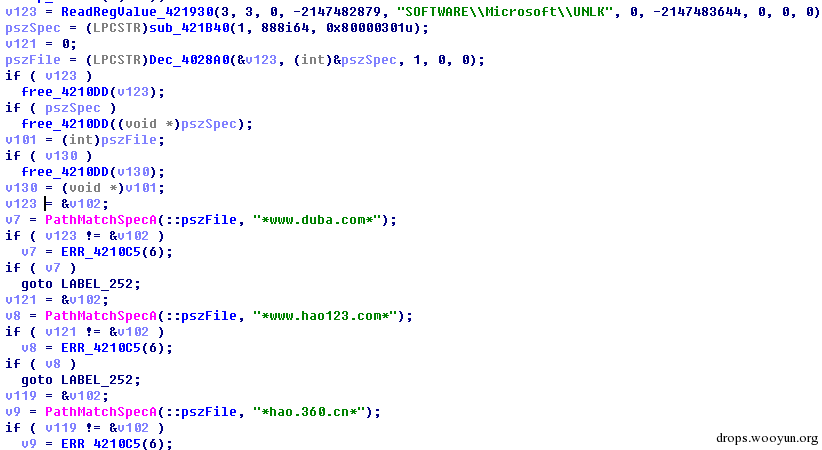 v123 = ReadRegValue_421930(3, 3, 0, -2147482879, "SOFTWARE\\Microsoft\\UNLK", 0, -2147483644, 0, 0, 0)
pszSpec = (LPCSTR)sub_421B40(1, 888i64, 0x80000301u);
v121 = 0;
pszFile = (LPCSTR)Dec_4028A0(&v123, (int)&pszSpec, 1, 0, 0);
if ( v123 )
free_4210DD(v123);
if ( pszSpec )
free_4210DD((void *)pszSpec);
v101 = (int)pszFile;
if ( v130 )
free_4210DD(v130);
v130 = (void *)v101;
v123 = &v102;
v7 = PathMatchSpecA(::pszFile, "*www.duba.com*");
if ( v123 != &v102 )
v7 = ERR_4210C5(6);
if ( v7 )
goto LABEL_252;
v121 = &v102;
v8 = PathMatchSpecA(::pszFile, "*www.hao123.com*");
if ( v121 != &v102 )
v8 = ERR_4210C5(6);
if ( v8 )
goto LABEL_252;
v119 = &v102;
v9 = PathMatchSpecA(::pszFile, "*hao.360.cn*");
if ( v119 != &v102 )
v9 = ERR_4210C5(6);
drops.wooyun.org